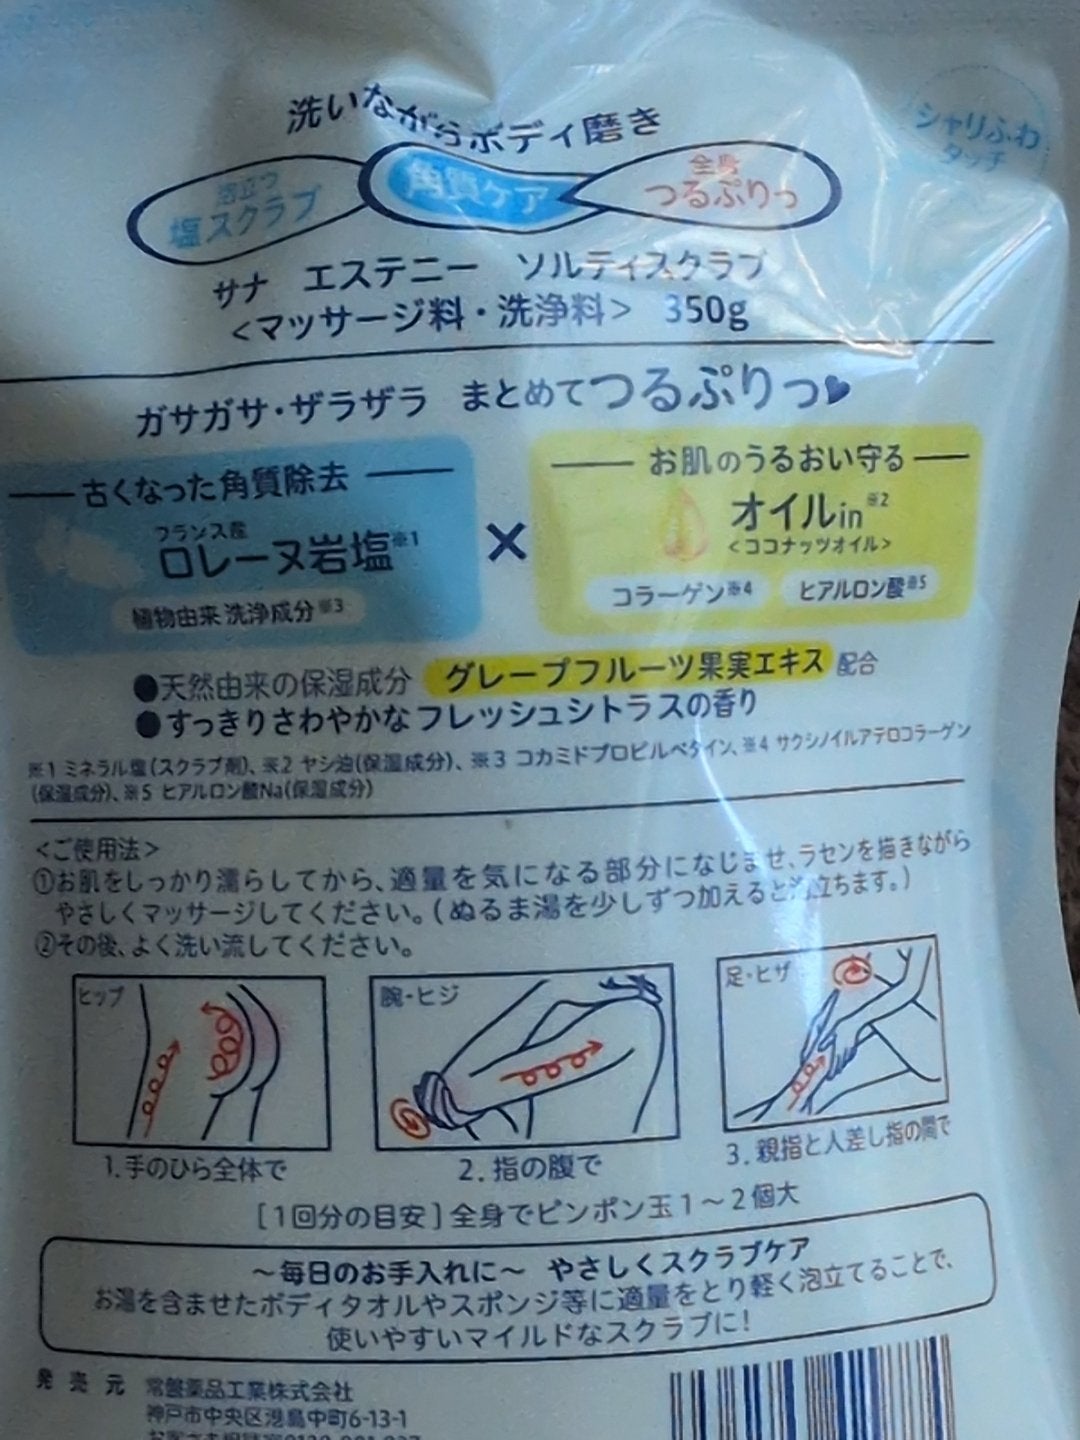 洗いながらボディ磨き
シャリふわ
タッチ
泡立つ
塩スクラブ
角質ケア
全身
つるぷりっ
サナ エステニー ソルティスクラブ
<マッサージ料・洗浄料> 350g
ガサガサ・ザラザラ まとめてつるぷりっ♥
古くなった角質除去
フランス産
ロレーヌ岩塩※1
植物由来 洗浄成分※3
×
お肌のうるおい守る
オイルin※2
<ココナッツオイル>
コラーゲン※4 ヒアルロン酸※5
●天然由来の保湿成分 グレープフルーツ果実エキス 配合
●すっきりさわやかなフレッシュシトラスの香り
※1 ミネラル塩(スクラブ剤)、※2 ヤシ油(保湿成分)、※3 コカミドプロピルベタイン、※4 サクシノイルアテロコラーゲン
(保湿成分)、※5 ヒアルロン酸Na(保湿成分)
<ご使用法>
①お肌をしっかり濡らしてから、適量を気になる部分になじませ、ラセンを描きながら
やさしくマッサージしてください。(ぬるま湯を少しずつ加えると泡立ちます。)
②その後、よく洗い流してください。
ヒップ
1.手のひら全体で
腕・ヒジ
2.指の腹で
足・ヒザ
3.親指と人差し指の間で
[1回分の目安]全身でピンポン玉1～2個大
～毎日のお手入れに～ やさしくスクラブケア
お湯を含ませたボディタオルやスポンジ等に適量をとり軽く泡立てることで、
使いやすいマイルドなスクラブに!
発売元 常盤薬品工業株式会社
神戸市中央区港島中町6-13-1